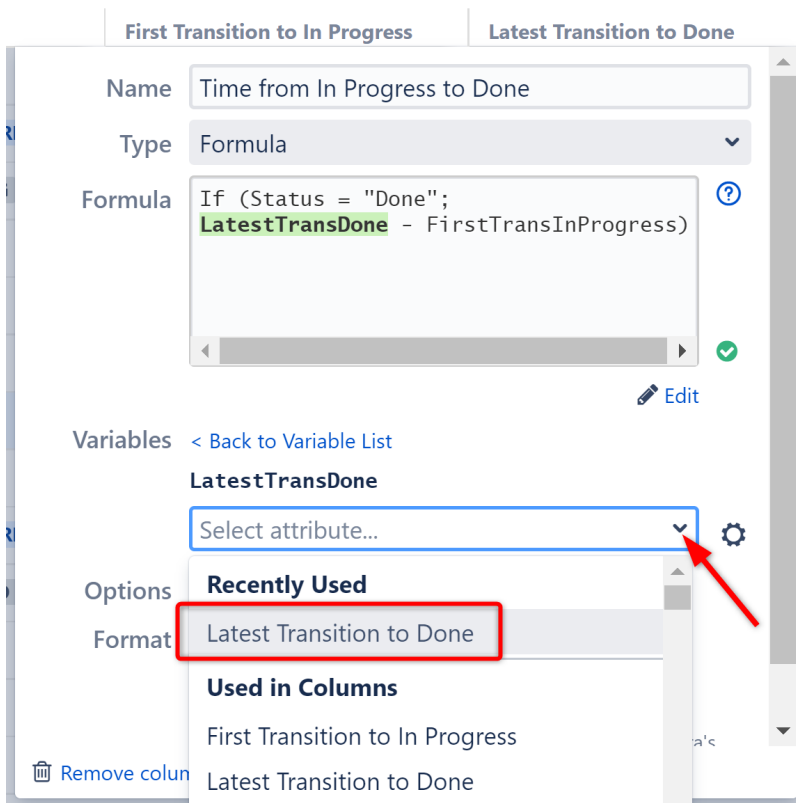 First Transition to In Progress
Latest Transition to Done
Name
Time from In Progress to Done
Type
Formula
Formula
If (Status = "Done";
LatestTransDone - FirstTransInProgress)
Edit
Variables
< Back to Variable List
LatestTransDone
Select attribute...
Options
Recently Used
Format
Latest Transition to Done
Used in Columns
First Transition to In Progress
a's
Remove colum
Latest Transition to Done